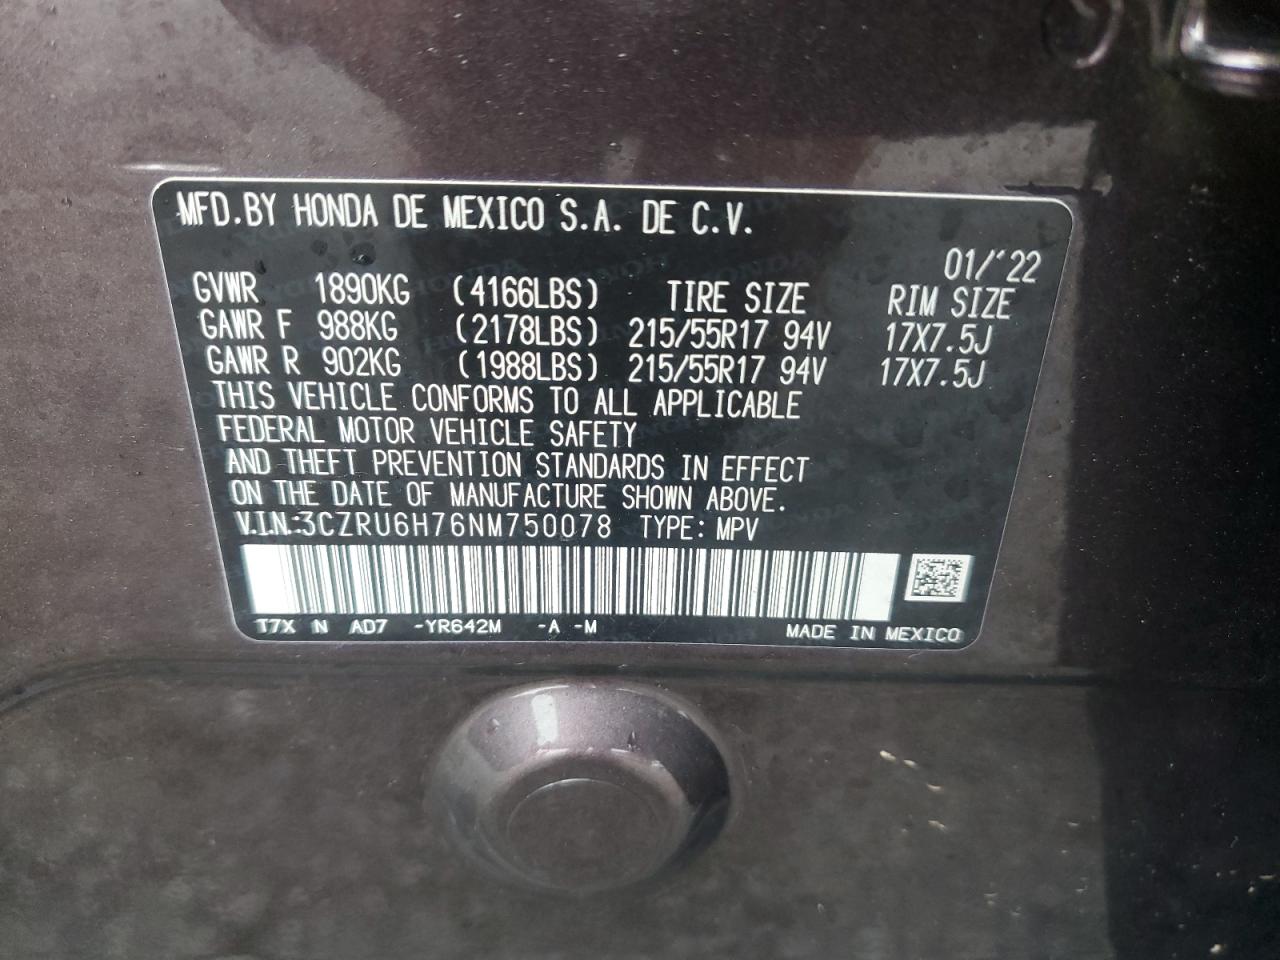 MFD.BY HONDA DE MEXICO S.A. DE C.V.
01/'22
GVWR 1890KG (4166LBS) TIRE SIZE RIM SIZE
GAWR F 988KG (2178LBS) 215/55R17 94V 17X7.5J
GAWR R 902KG (1988LBS) 215/55R17 94V 17X7.5J
THIS VEHICLE CONFORMS TO ALL APPLICABLE
FEDERAL MOTOR VEHICLE SAFETY
AND THEFT PREVENTION STANDARDS IN EFFECT
ON THE DATE OF MANUFACTURE SHOWN ABOVE.
V.I.N.:3CZRU6H76NM750078 TYPE: MPV
T7X N AD7 -YR642M -A -M MADE IN MEXICO